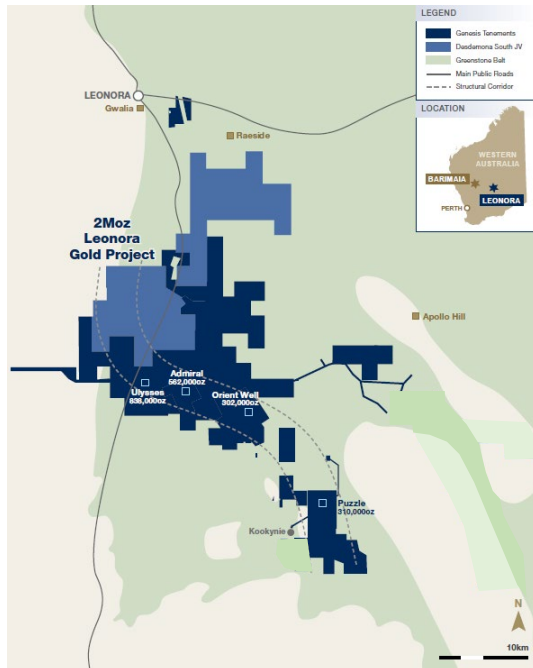 LEGEND
Genesis Tenements
Desdemona South JV
Greenstone Belt
Main Public Roads
Structural Corridor
LOCATION
WESTERN
AUSTRALIA
BARIMAIA
LEONORA
PERTH
LEONORA
Gwalia
Raeside
2Moz
Leonora
Gold Project
Apollo Hill
Ulysses
838,000oz
Admiral
562,000oz
Orient Well
302,000oz
Puzzle
310,000oz
Kookynie
N
10km